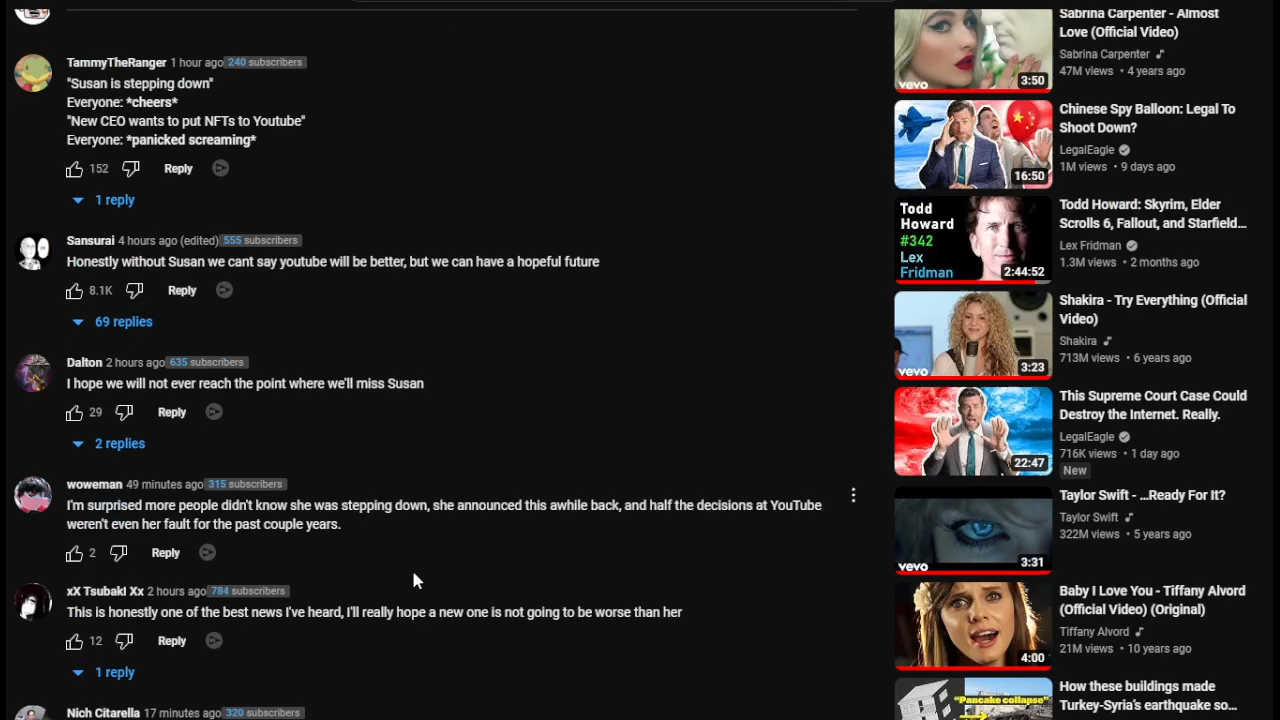 TammyTheRanger 1 hour ago 240 subscribers
"Susan is stepping down"
Everyone: *cheers*
"New CEO wants to put NFTs to Youtube"
Everyone: *panicked screaming*
152 Reply
1 reply
Sansurai 4 hours ago (edited) 555 subscribers
Honestly without Susan we cant say youtube will be better, but we can have a hopeful future
8.1K Reply
69 replies
Dalton 2 hours ago 635 subscribers
I hope we will not ever reach the point where we'll miss Susan
29 Reply
2 replies
woweman 49 minutes ago 315 subscribers
I'm surprised more people didn't know she was stepping down, she announced this awhile back, and half the decisions at YouTube
weren't even her fault for the past couple years.
2 Reply
xX Tsubaki Xx 2 hours ago 784 subscribers
This is honestly one of the best news I've heard, I'll really hope a new one is not going to be worse than her
12 Reply
1 reply
Nich Citarella 17 minutes ago 320 subscribers
vevo 3:50
Sabrina Carpenter - Almost
Love (Official Video)
Sabrina Carpenter
47M views • 4 years ago
16:50
Chinese Spy Balloon: Legal To
Shoot Down?
LegalEagle
1M views • 9 days ago
Todd
Howard
#342
Lex
Fridman
2:44:52
Todd Howard: Skyrim, Elder
Scrolls 6, Fallout, and Starfield...
Lex Fridman
1.3M views • 2 months ago
vevo 3:23
Shakira - Try Everything (Official
Video)
Shakira
713M views • 6 years ago
22:47
This Supreme Court Case Could
Destroy the Internet. Really.
LegalEagle
716K views • 1 day ago
New
vevo 3:31
Taylor Swift - ...Ready For It?
Taylor Swift
322M views • 5 years ago
4:00
Baby I Love You - Tiffany Alvord
(Official Video) (Original)
Tiffany Alvord
21M views • 10 years ago
"Pancake collapse"
How these buildings made
Turkey-Syria's earthquake so...